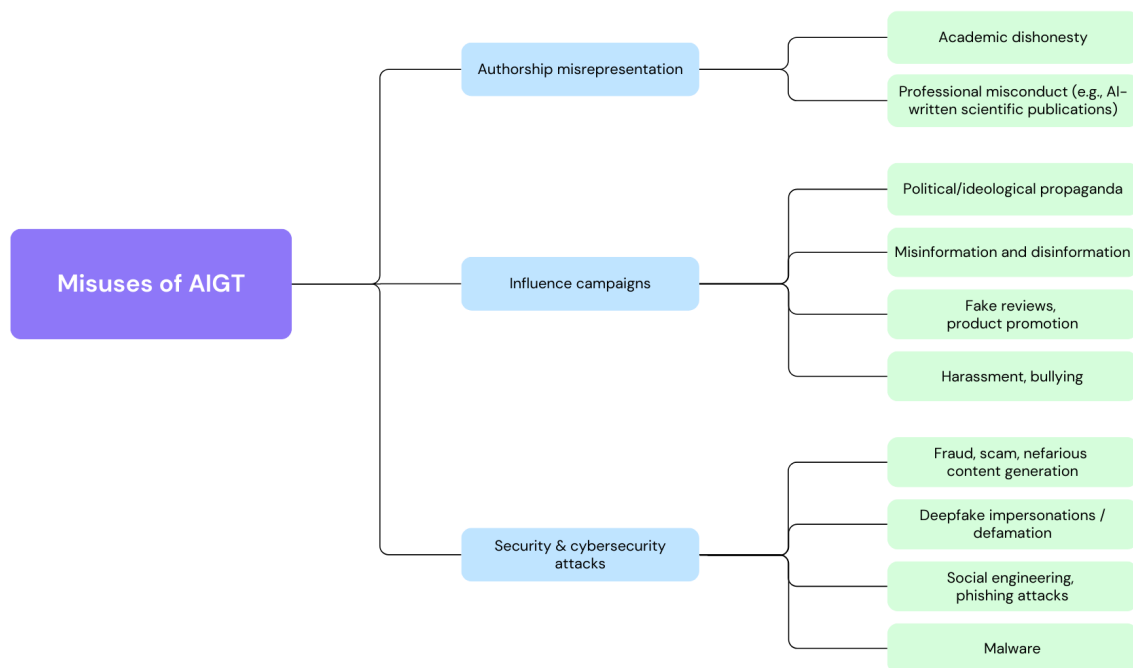 Misuses of AIGT
Authorship misrepresentation
Academic dishonesty
Professional misconduct (e.g., AI-
written scientific publications)
Influence campaigns
Political/ideological propaganda
Misinformation and disinformation
Fake reviews,
product promotion
Harassment, bullying
Security & cybersecurity
attacks
Fraud, scam, nefarious
content generation
Deepfake impersonations /
defamation
Social engineering,
phishing attacks
Malware